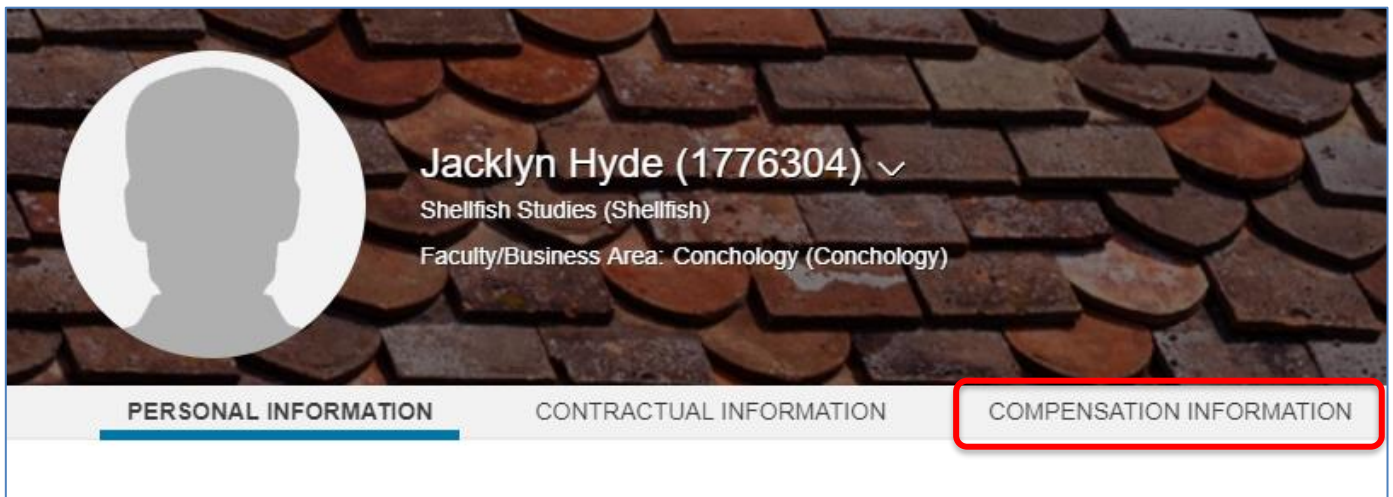 Jacklyn Hyde (1776304)
Shellfish Studies (Shellfish)
Faculty/Business Area: Conchology (Conchology)
PERSONAL INFORMATION CONTRACTUAL INFORMATION COMPENSATION INFORMATION